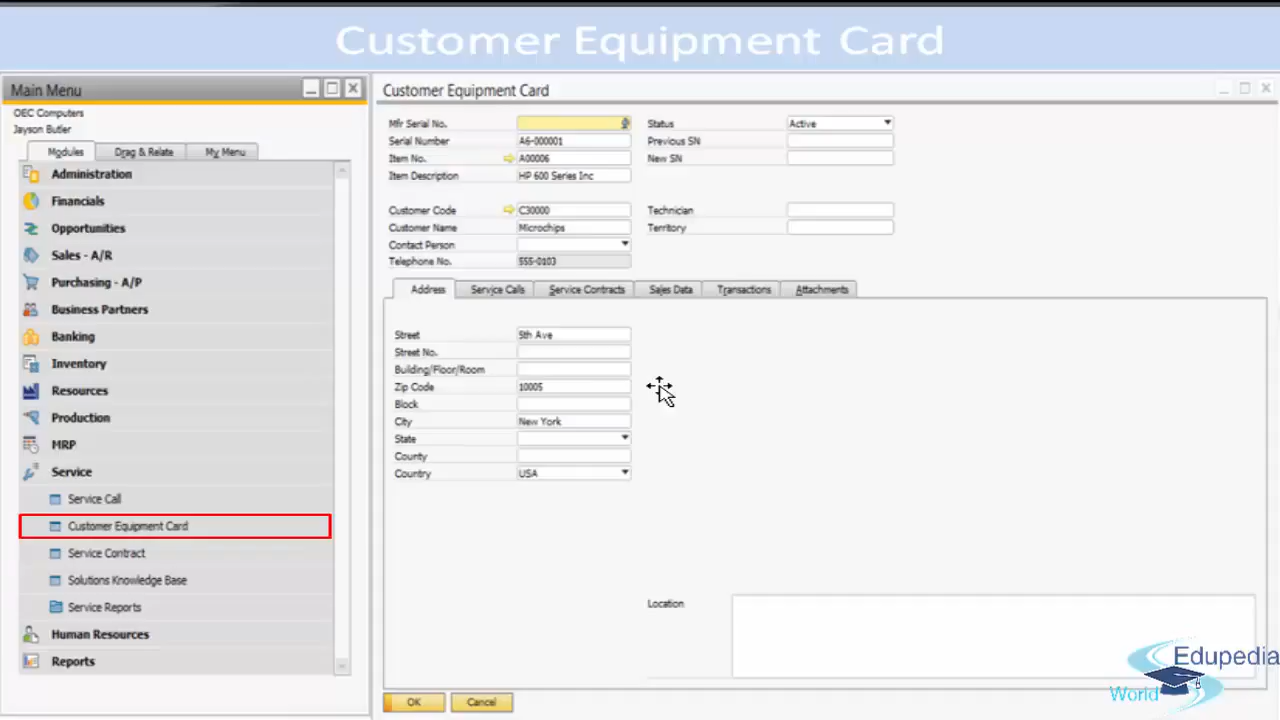 Customer Equipment Card
Main Menu
OEC Computers
Jayson Butler
Modules
Drag & Relate
My Menu
Administration
Financials
Opportunities
Sales - A/R
Purchasing - A/P
Business Partners
Banking
Inventory
Resources
Production
MRP
Service
Service Call
Customer Equipment Card
Service Contract
Solutions Knowledge Base
Service Reports
Human Resources
Reports
Customer Equipment Card
Mfr Serial No.
Status Active
Serial Number A6-000001
Previous SN
Item No. A00006
New SN
Item Description HP 600 Series Inc
Customer Code C30000
Technician
Customer Name Microchips
Territory
Contact Person
Telephone No. 555-0103
Address
Service Calls
Service Contracts
Sales Data
Transactions
Attachments
Street 5th Ave
Street No.
Building/Floor/Room
Zip Code 10005
Block
City New York
State
County
Country USA
Location
OK
Cancel
Edupedia
World